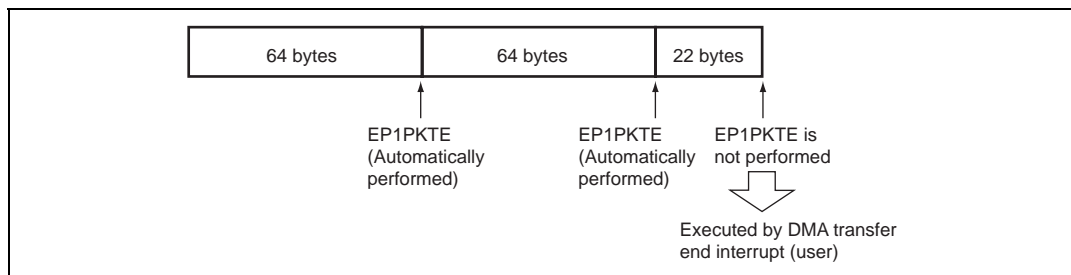 64 bytes
64 bytes
22 bytes
EP1PKTE
(Automatically
performed)
EP1PKTE
(Automatically
performed)
EP1PKTE is
not performed
Executed by DMA transfer
end interrupt (user)